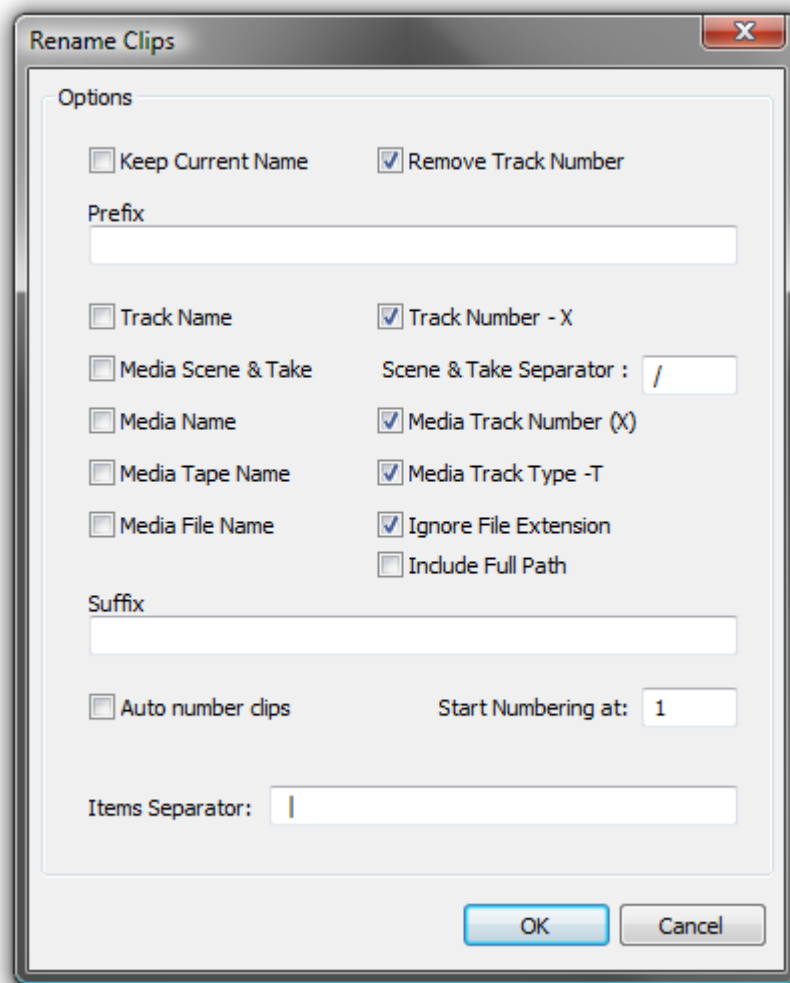 Rename Clips
Options
Keep Current Name Remove Track Number
Prefix
Track Name Track Number - X
Media Scene & Take Scene & Take Separator : /
Media Name Media Track Number (X)
Media Tape Name Media Track Type -T
Media File Name Ignore File Extension
Include Full Path
Suffix
Auto number clips Start Numbering at: 1
Items Separator:
OK Cancel